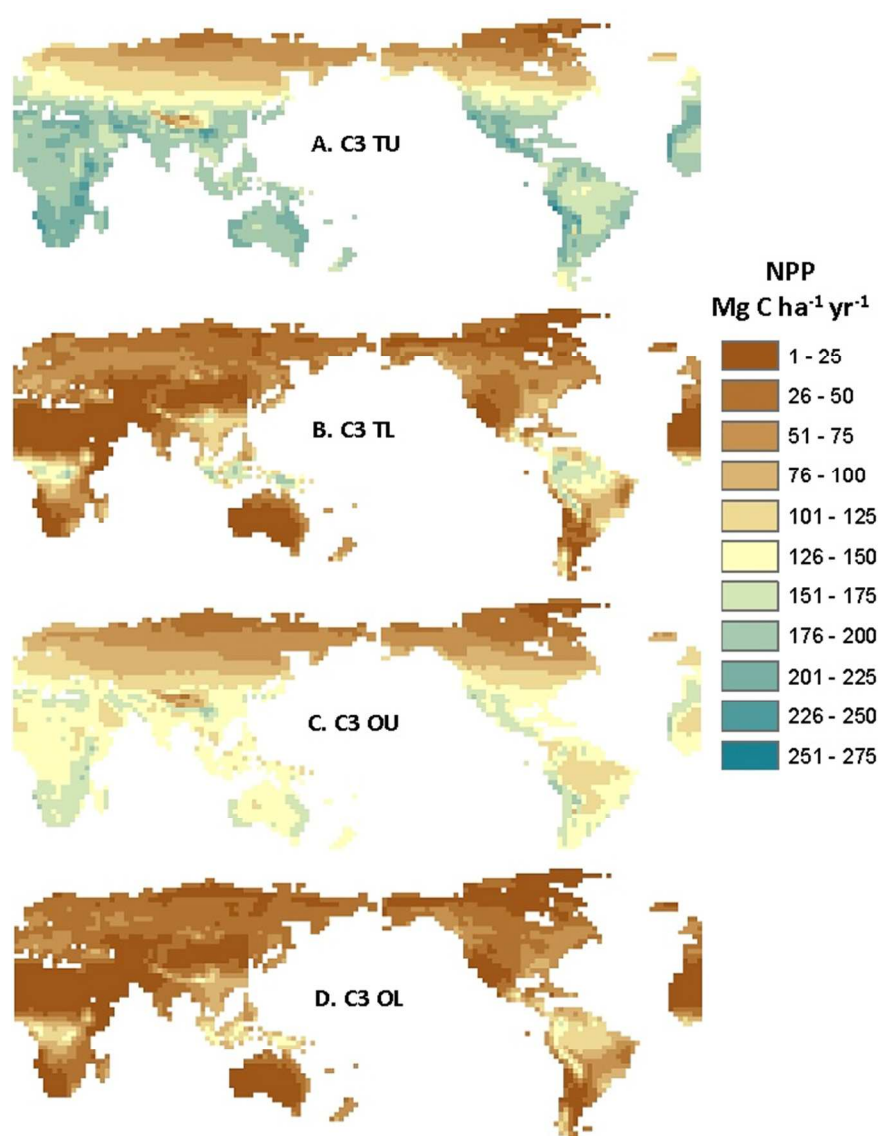 A. C3 TU
B. C3 TL
C. C3 OU
D. C3 OL
NPP
Mg C ha⁻¹ yr⁻¹
1 - 25
26 - 50
51 - 75
76 - 100
101 - 125
126 - 150
151 - 175
176 - 200
201 - 225
226 - 250
251 - 275